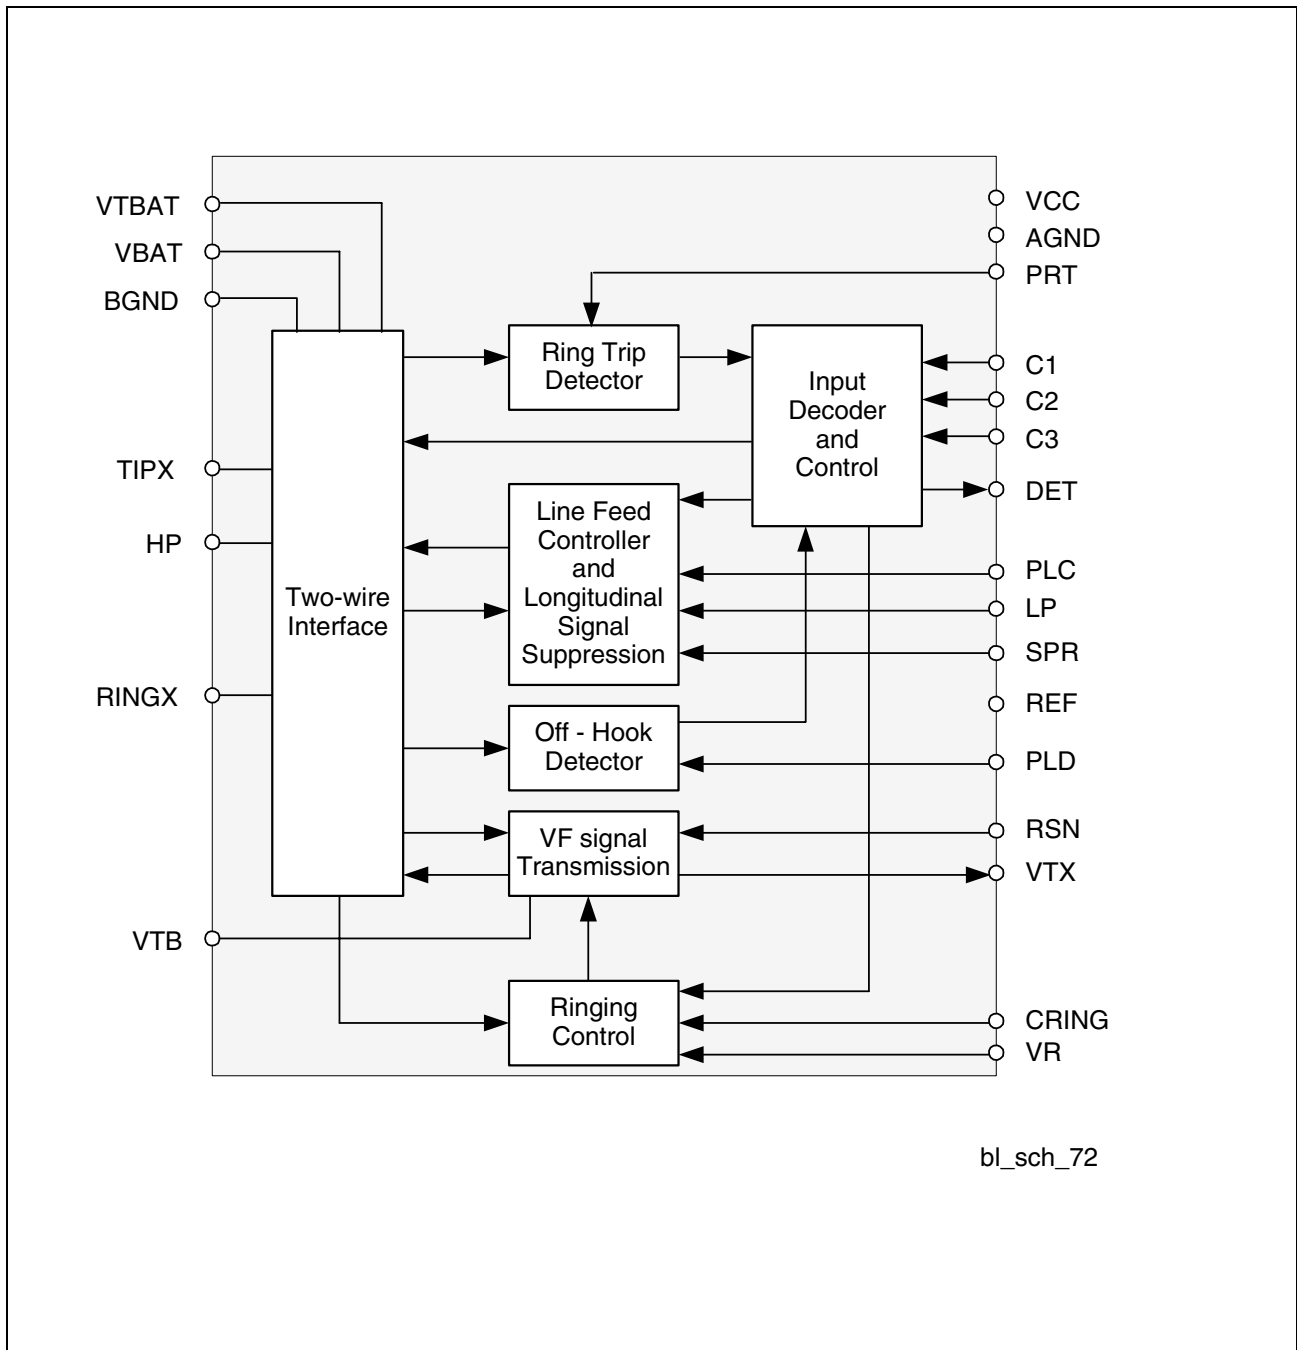 VTBAT
VBAT
BGND
TIPX
HP
RINGX
VTB
Two-wire
Interface
Ring Trip
Detector
Input
Decoder
and
Control
Line Feed
Controller
and
Longitudinal
Signal
Suppression
Off - Hook
Detector
VF signal
Transmission
Ringing
Control
VCC
AGND
PRT
C1
C2
C3
DET
PLC
LP
SPR
REF
PLD
RSN
VTX
CRING
VR
bl_sch_72